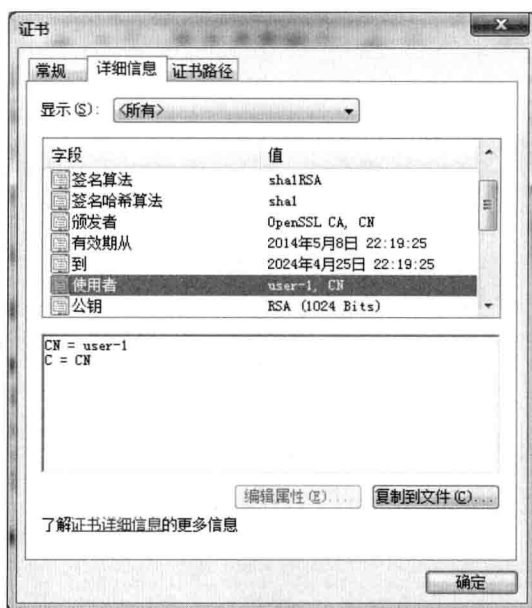 证书
常规 详细信息 证书路径
显示(S): <所有>
字段 值
签名算法 sha1RSA
签名哈希算法 sha1
颁发者 OpenSSL CA, CN
有效期从 2014年5月8日 22:19:25
到 2024年4月25日 22:19:25
使用者 user-1, CN
公钥 RSA (1024 Bits)
CN = user-1
C = CN
编辑属性(E)... 复制到文件(C)...
了解证书详细信息的更多信息
确定